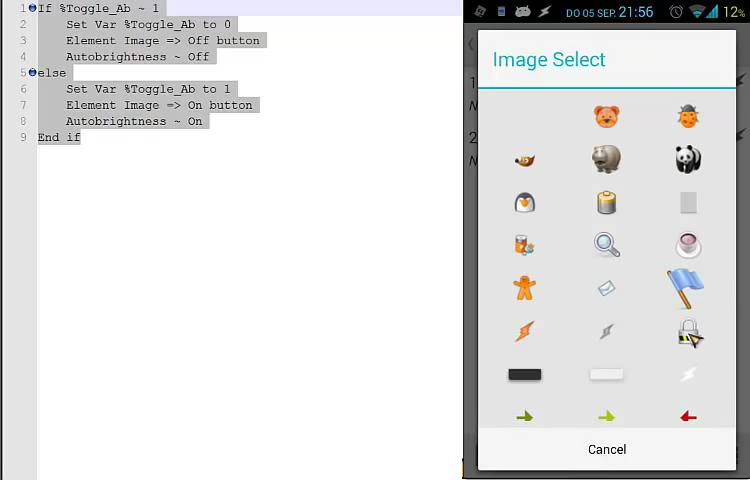 1 If %Toggle_Ab ~ 1
2 Set Var %Toggle_Ab to 0
3 Element Image => Off button
4 Autobrightness ~ Off
5 else
6 Set Var %Toggle_Ab to 1
7 Element Image => On button
8 Autobrightness ~ On
9 End if
DO 05 SEP. 21:56 12%
Image Select
1
2
Cancel